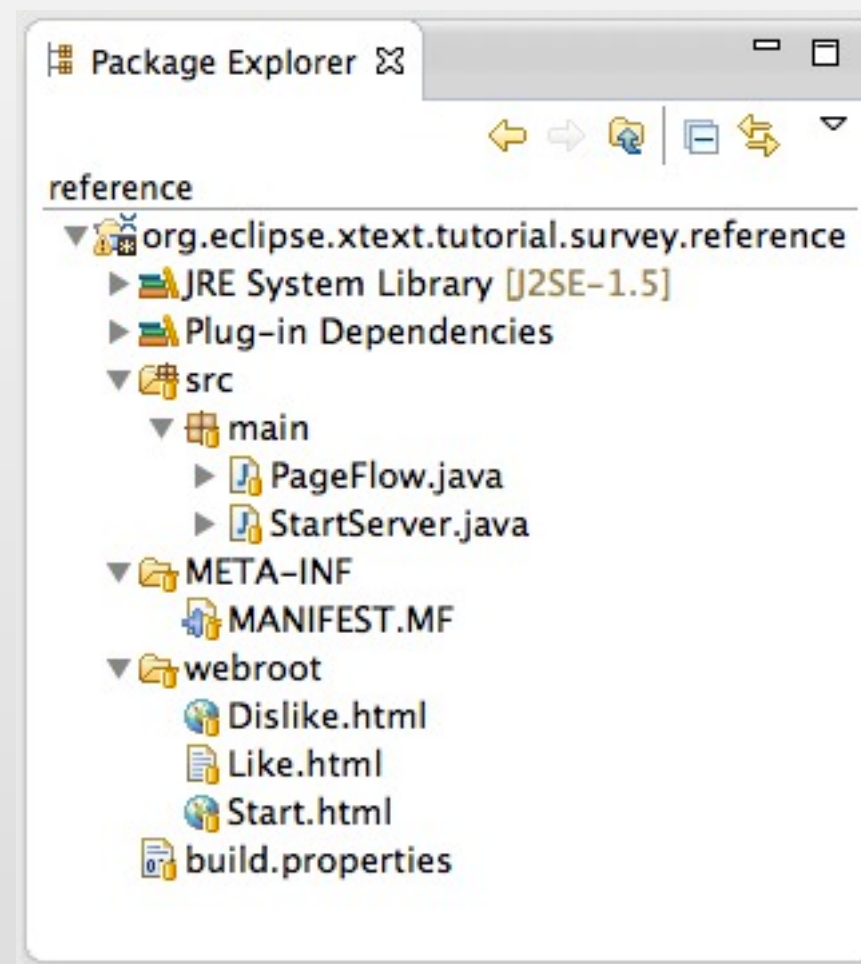 Package Explorer
reference
org.eclipse.xtext.tutorial.survey.reference
JRE System Library [J2SE-1.5]
Plug-in Dependencies
src
main
PageFlow.java
StartServer.java
META-INF
MANIFEST.MF
webroot
Dislike.html
Like.html
Start.html
build.properties